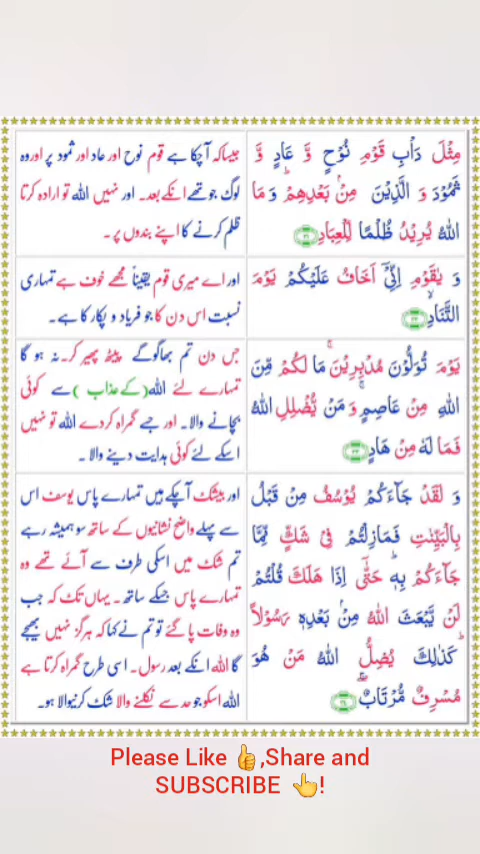 مِثْلَ دَاْبِ قَوْمِ نُوْحٍ وَّ عَادٍ وَّ
ثَمُوْدَ وَ الَّذِيْنَ مِنْۢ بَعْدِهِمْ وَ مَا
اللّٰهُ يُرِيْدُ ظُلْمًا لِّلْعِبَادِ ۝۳۱
جیساکہ آچکا ہے قوم نوح اور عاد اور ثمود پر اور وہ
لوگ جو تھے انکے بعد۔ اور نہیں اللہ تو ارادہ کرتا
ظلم کرنے کا اپنے بندوں پر۔
وَ يٰقَوْمِ اِنِّيْۤ اَخَافُ عَلَيْكُمْ يَوْمَ
التَّنَادِ ۝۳۲
اور اے میری قوم یقیناً مجھے خوف ہے تمہاری
نسبت اس دن کا جو فریاد و پکار کا ہے۔
يَوْمَ تُوَلُّوْنَ مُدْبِرِيْنَ مَا لَكُمْ مِّنَ
اللّٰهِ مِنْ عَاصِمٍ وَ مَنْ يُّضْلِلِ اللّٰهُ
فَمَا لَهٗ مِنْ هَادٍ ۝۳۳
جس دن تم بھاگوگے پیٹھ پھیر کر۔ نہ ہو گا
تمہارے لئے اللہ (کے عذاب) سے کوئی
بچانے والا۔ اور جسے گمراہ کردے اللہ تو نہیں
اسکے لئے کوئی ہدایت دینے والا۔
وَ لَقَدْ جَآءَكُمْ يُوْسُفُ مِنْ قَبْلُ
بِالْبَيِّنٰتِ فَمَا زِلْتُمْ فِيْ شَكٍّ مِّمَّا
جَآءَكُمْ بِهٖ حَتّٰۤى اِذَا هَلَكَ قُلْتُمْ
لَنْ يَّبْعَثَ اللّٰهُ مِنْۢ بَعْدِهٖ رَسُوْلًا
كَذٰلِكَ يُضِلُّ اللّٰهُ مَنْ هُوَ
مُسْرِفٌ مُّرْتَابٌ ۝۳۴
اور بیشک آچکے ہیں تمہارے پاس یوسف اس
سے پہلے واضح نشانیوں کے ساتھ سو ہمیشہ رہے
تم شک میں اسکی طرف سے آئے تھے وہ
تمہارے پاس جسکے ساتھ۔ یہاں تک کہ جب
وہ وفات پاگئے تو تم نے کہا کہ ہرگز نہیں بھیجے
گا اللہ انکے بعد رسول۔ اسی طرح گمراہ کرتا ہے
اللہ اسکو جو حد سے نکلنے والا شک کرنیوالا ہو۔
Please Like 👍,Share and
SUBSCRIBE 👆!